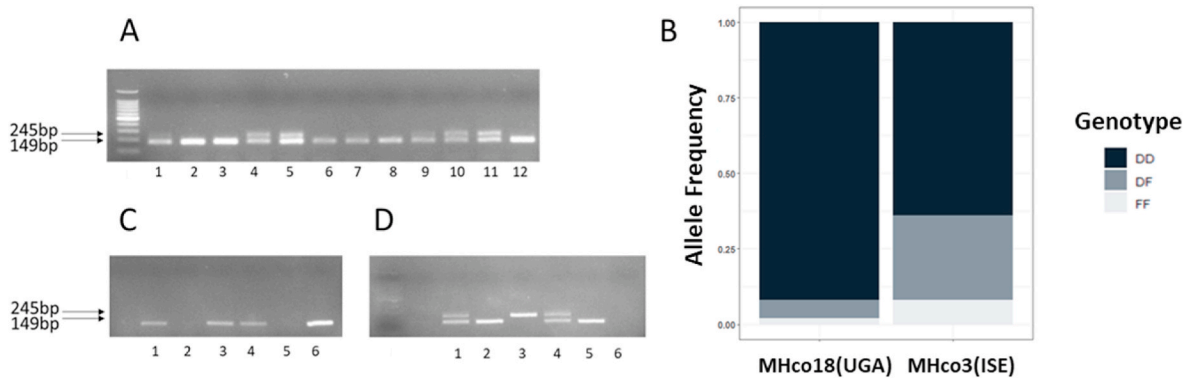 A
245bp
149bp
1 2 3 4 5 6 7 8 9 10 11 12
B
Allele Frequency
1.00
0.75
0.50
0.25
0.00
MHco18(UGA) MHco3(ISE)
Genotype
DD
DF
FF
C
245bp
149bp
1 2 3 4 5 6
D
1 2 3 4 5 6